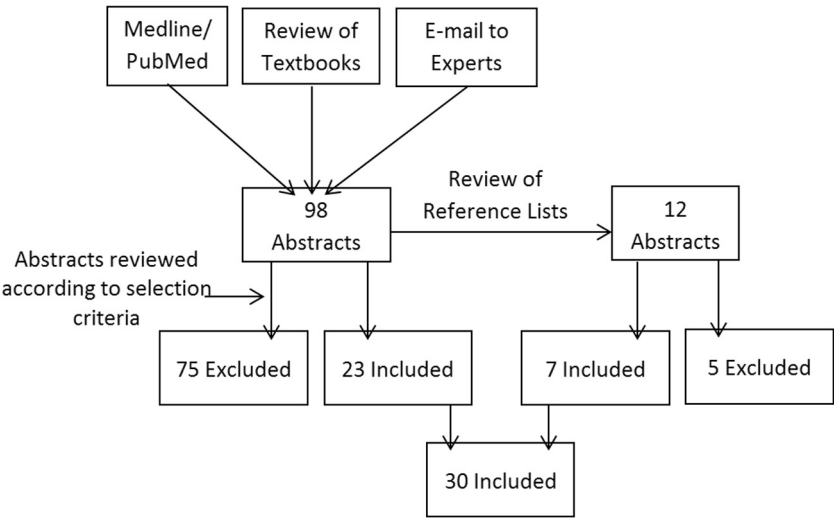 Medline/
PubMed
Review of
Textbooks
E-mail to
Experts
Review of
Reference Lists
98
Abstracts
12
Abstracts
Abstracts reviewed
according to selection
criteria
75 Excluded
23 Included
7 Included
5 Excluded
30 Included